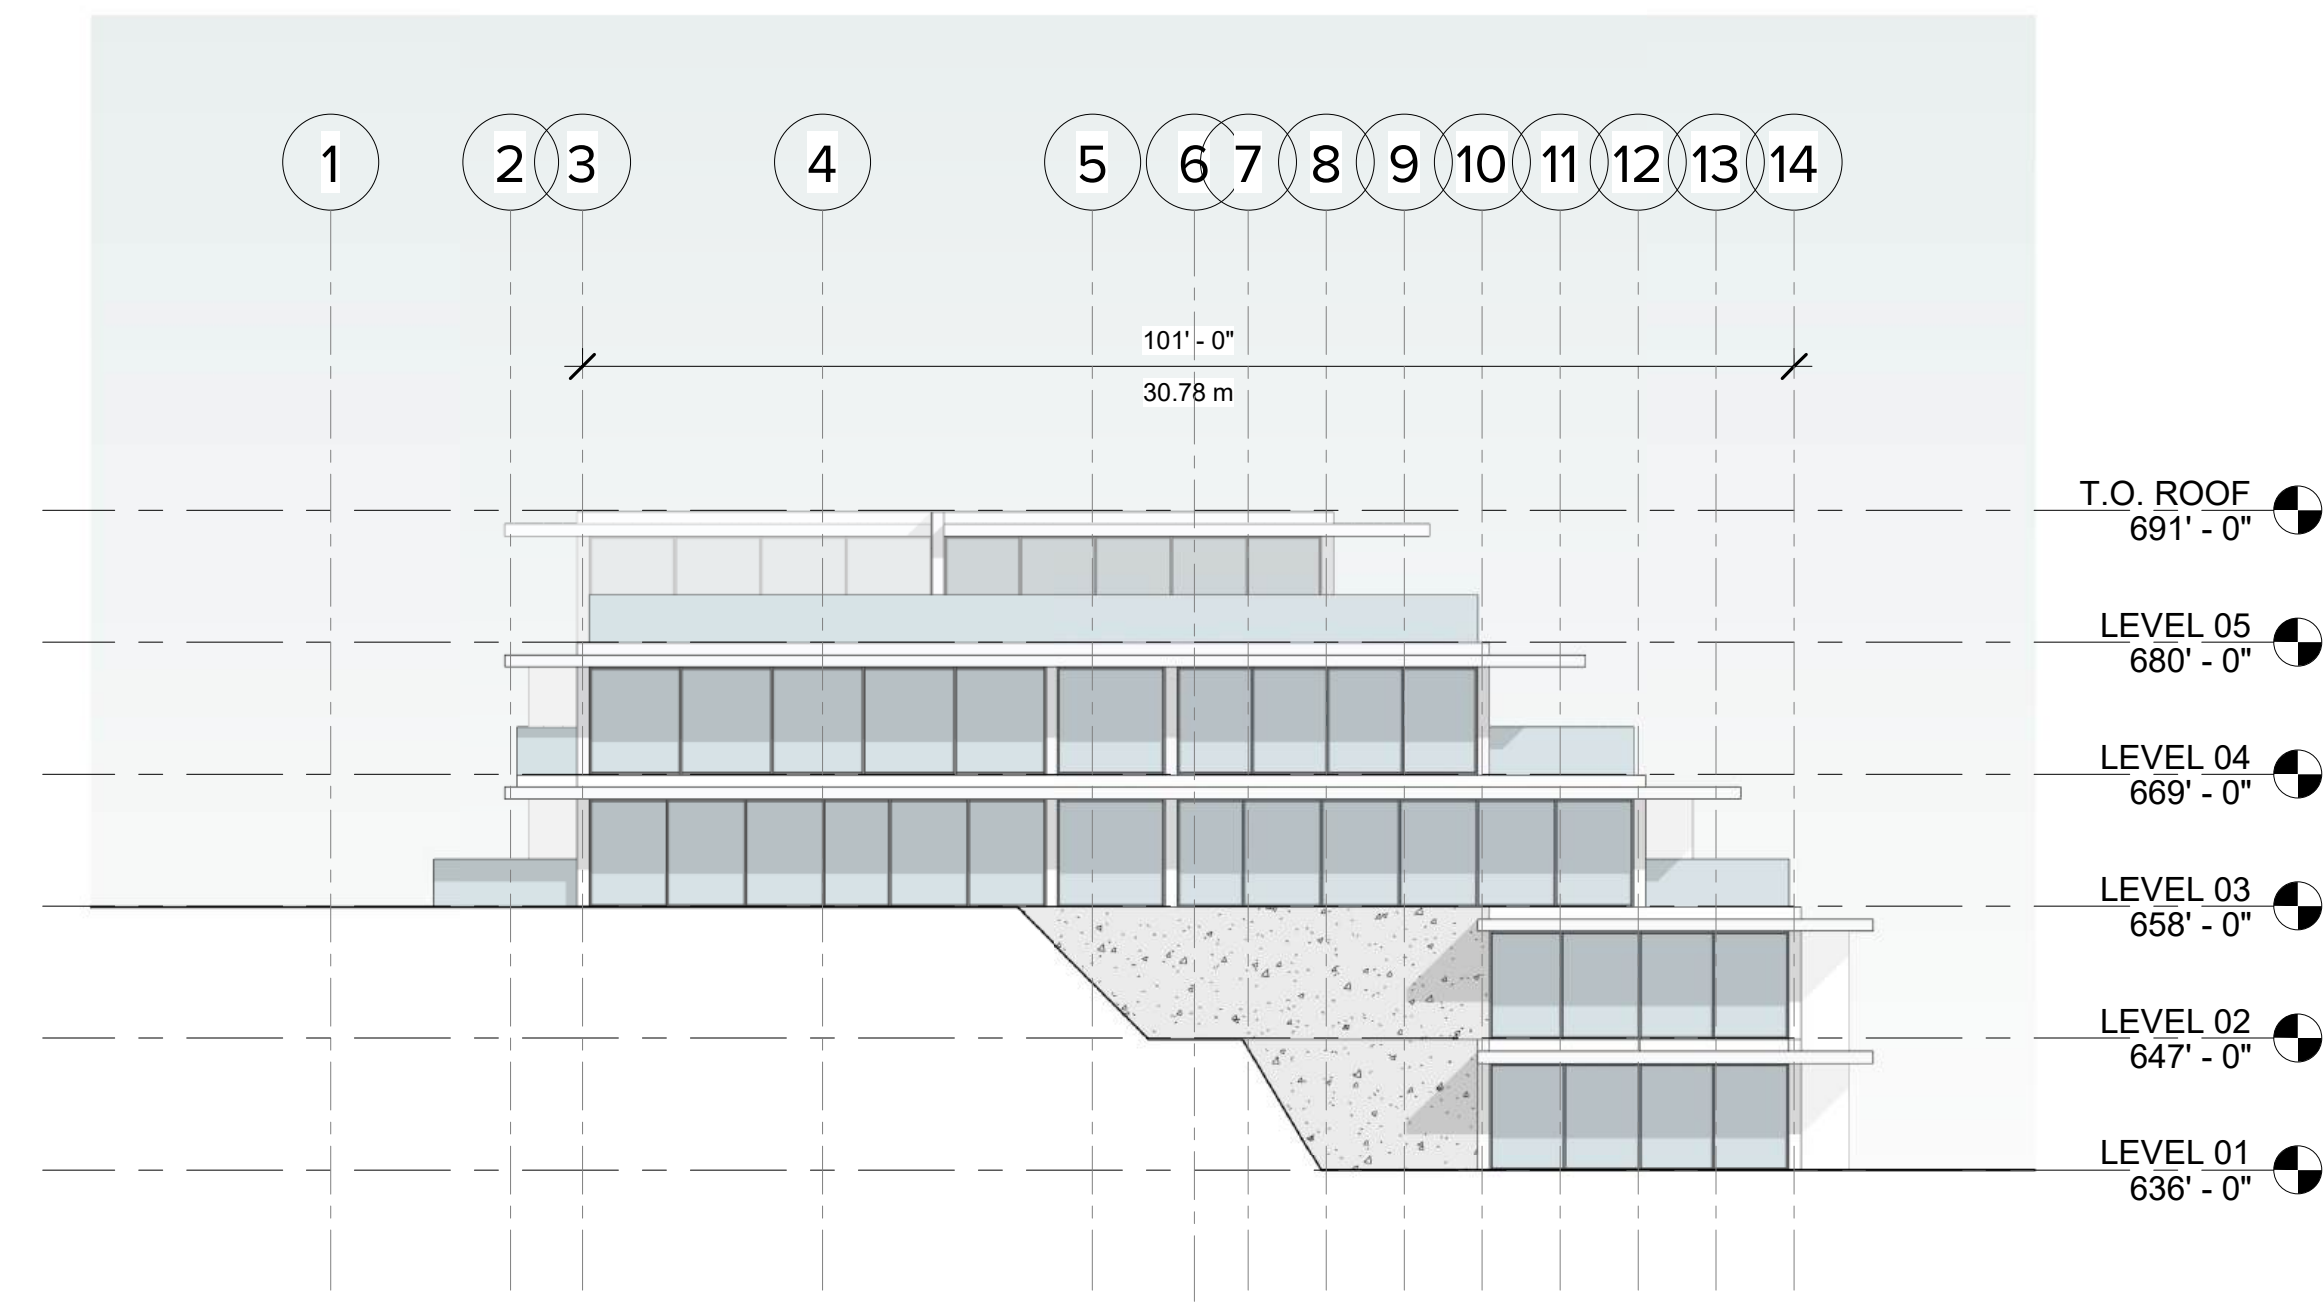 1 2 3 4 5 6 7 8 9 10 11 12 13 14
101' - 0"
30.78 m
T.O. ROOF
691' - 0"
LEVEL 05
680' - 0"
LEVEL 04
669' - 0"
LEVEL 03
658' - 0"
LEVEL 02
647' - 0"
LEVEL 01
636' - 0"